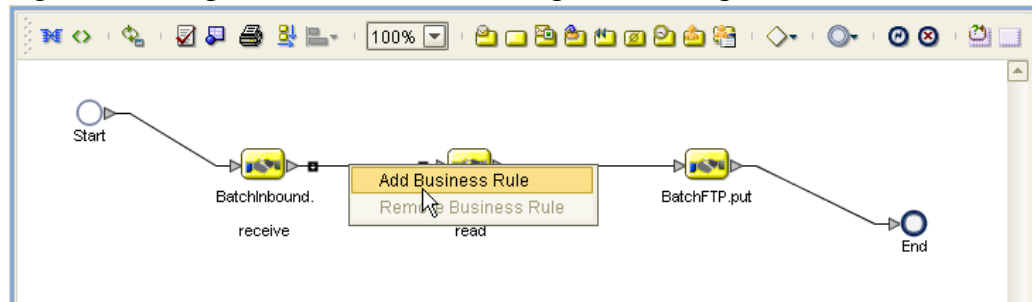 100%
Start
Add Business Rule
BatchInbound.
BatchFTP.put
Remove Business Rule
receive
read
End